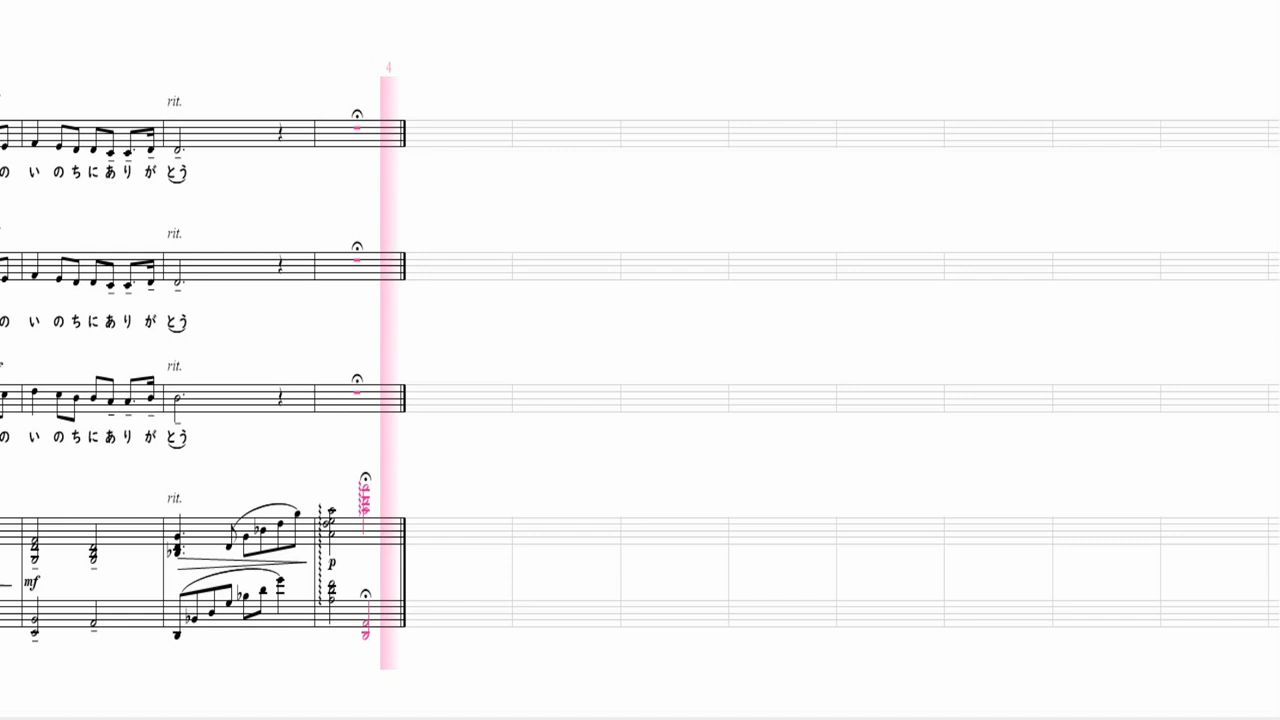 4
rit.
の い の ち に あ り が とう
rit.
の い の ち に あ り が とう
rit.
の い の ち に あ り が とう
rit.
p
mf